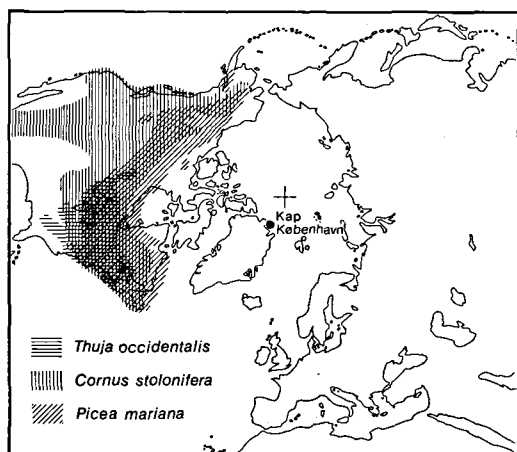 Kap
København
Thuja occidentalis
Cornus stolonifera
Picea mariana